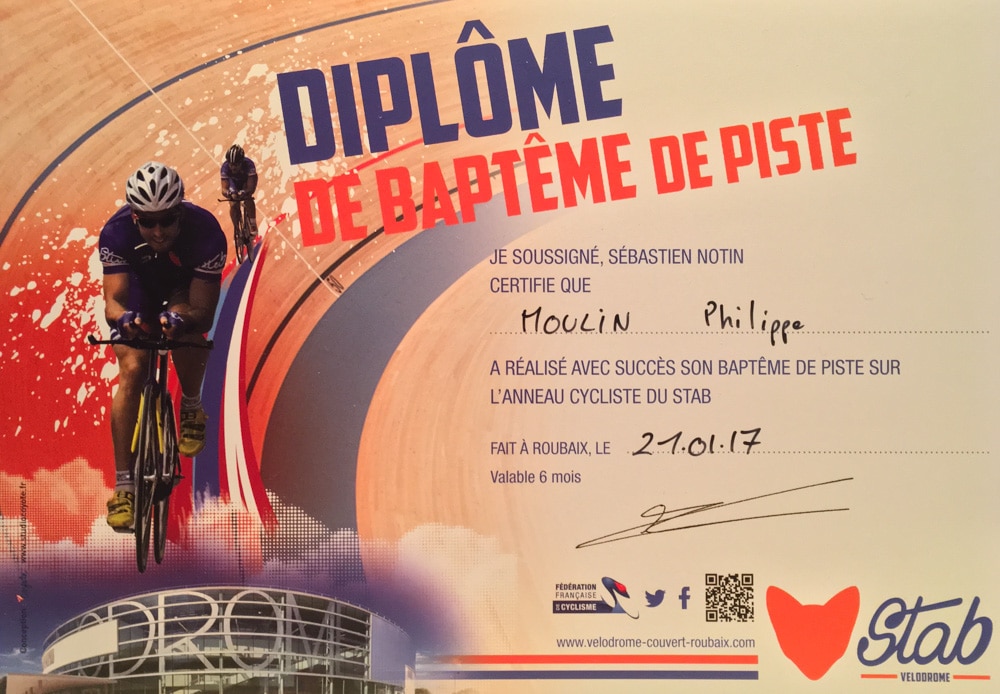 DIPLÔME
DE BAPTÊME DE PISTE
JE SOUSSIGNÉ, SÉBASTIEN NOTIN
CERTIFIE QUE
MOULIN Philippe
A RÉALISÉ AVEC SUCCÈS SON BAPTÊME DE PISTE SUR
L'ANNEAU CYCLISTE DU STAB
FAIT À ROUBAIX, LE 21.01.17
Valable 6 mois
FÉDÉRATION
FRANÇAISE
DE CYCLISME
www.velodrome-couvert-roubaix.com
Stab
VELODROME
DROM
www.studiocoyote.fr